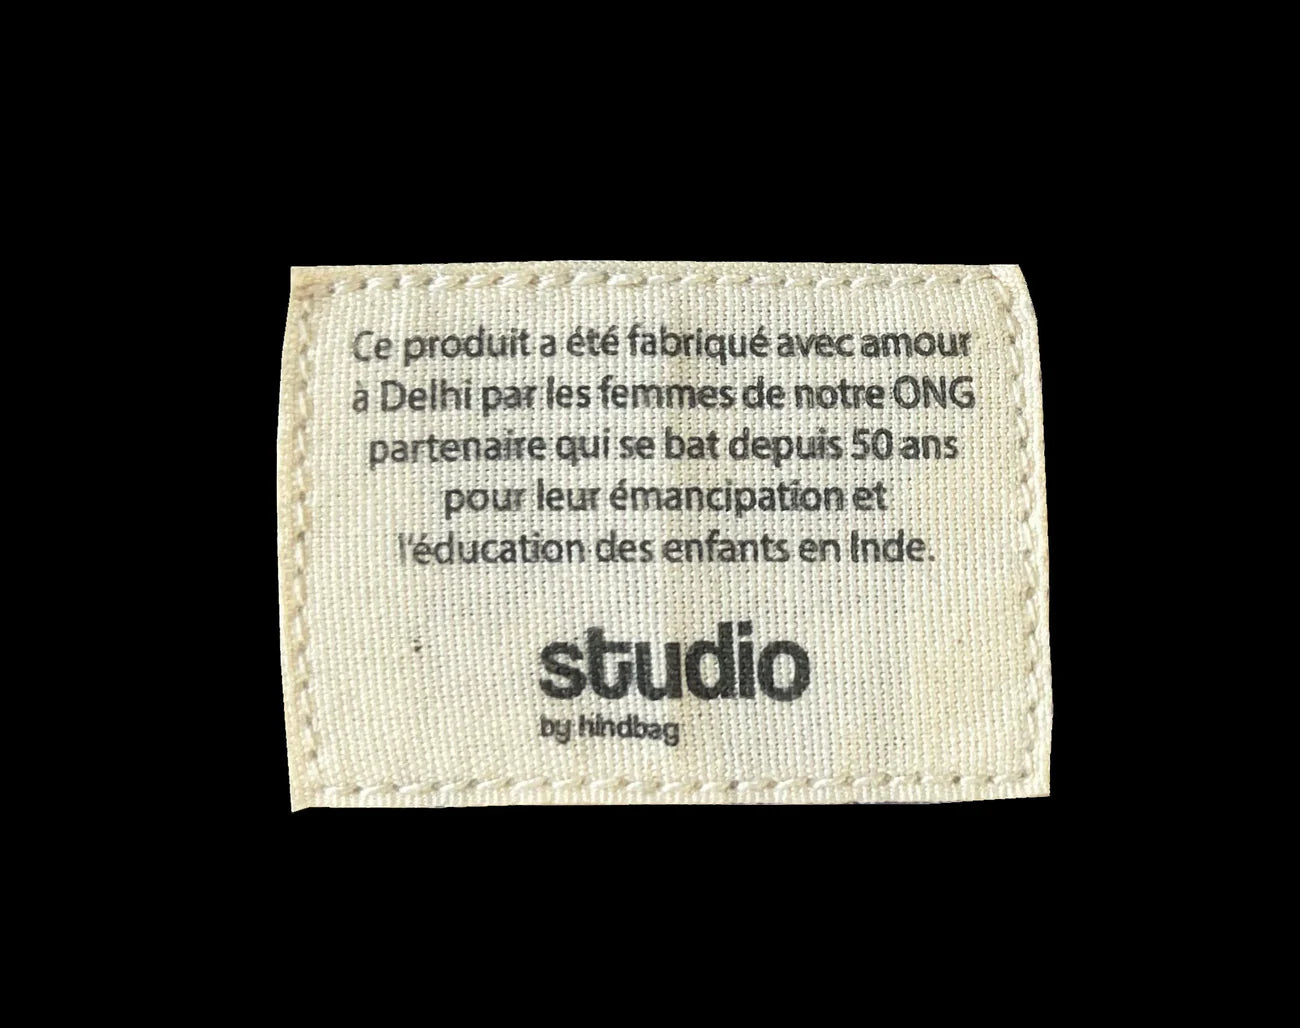 Ce produit a été fabriqué avec amour
à Delhi par les femmes de notre ONG
partenaire qui se bat depuis 50 ans
pour leur émancipation et
l'éducation des enfants en Inde.
studio
by hindbag